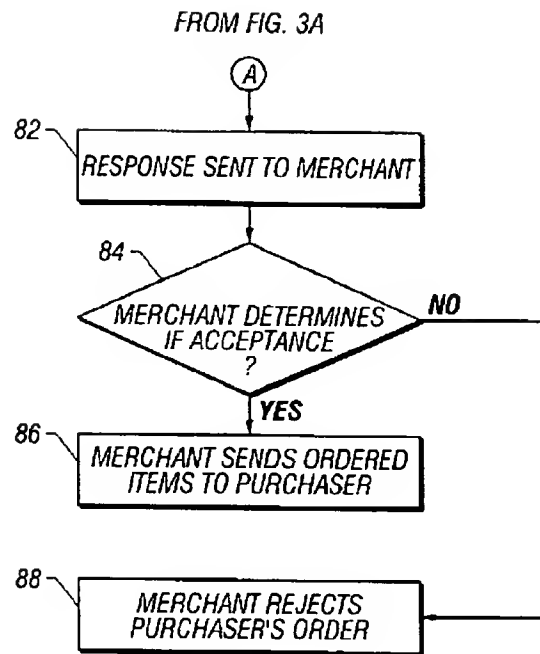 FROM FIG. 3A
A
82
RESPONSE SENT TO MERCHANT
84
MERCHANT DETERMINES
IF ACCEPTANCE
?
NO
YES
86
MERCHANT SENDS ORDERED
ITEMS TO PURCHASER
88
MERCHANT REJECTS
PURCHASER'S ORDER